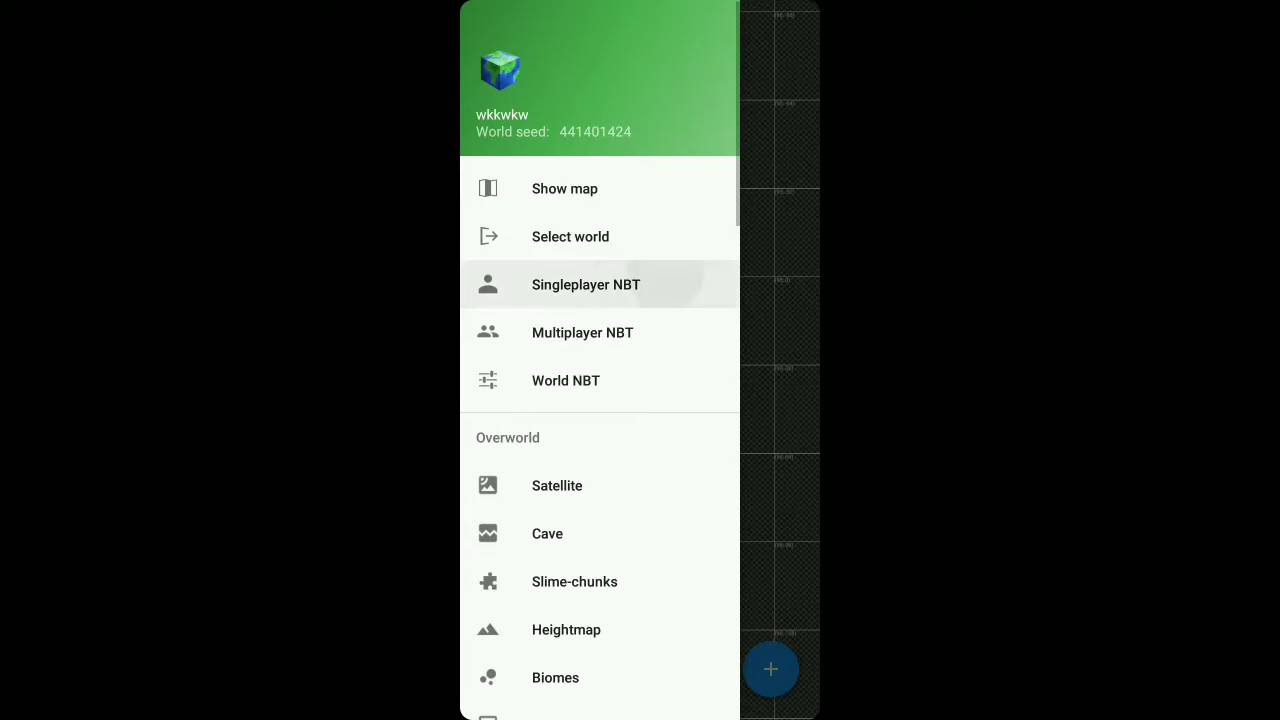 wkkwkw
World seed: 441401424
Show map
Select world
Singleplayer NBT
Multiplayer NBT
World NBT
Overworld
Satellite
Cave
Slime-chunks
Heightmap
Biomes